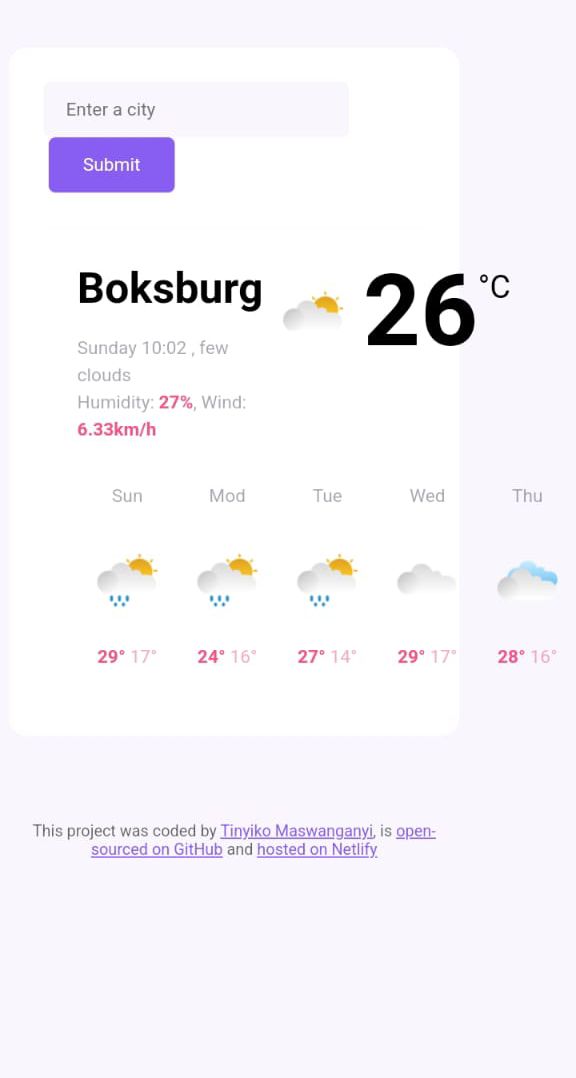 Enter a city
Submit
Boksburg
26 °C
Sunday 10:02 , few
clouds
Humidity: 27%, Wind:
6.33km/h
Sun Mod Tue Wed Thu
29° 17° 24° 16° 27° 14° 29° 17° 28° 16°
This project was coded by Tinyiko Maswanganyi, is open-
sourced on GitHub and hosted on Netlify